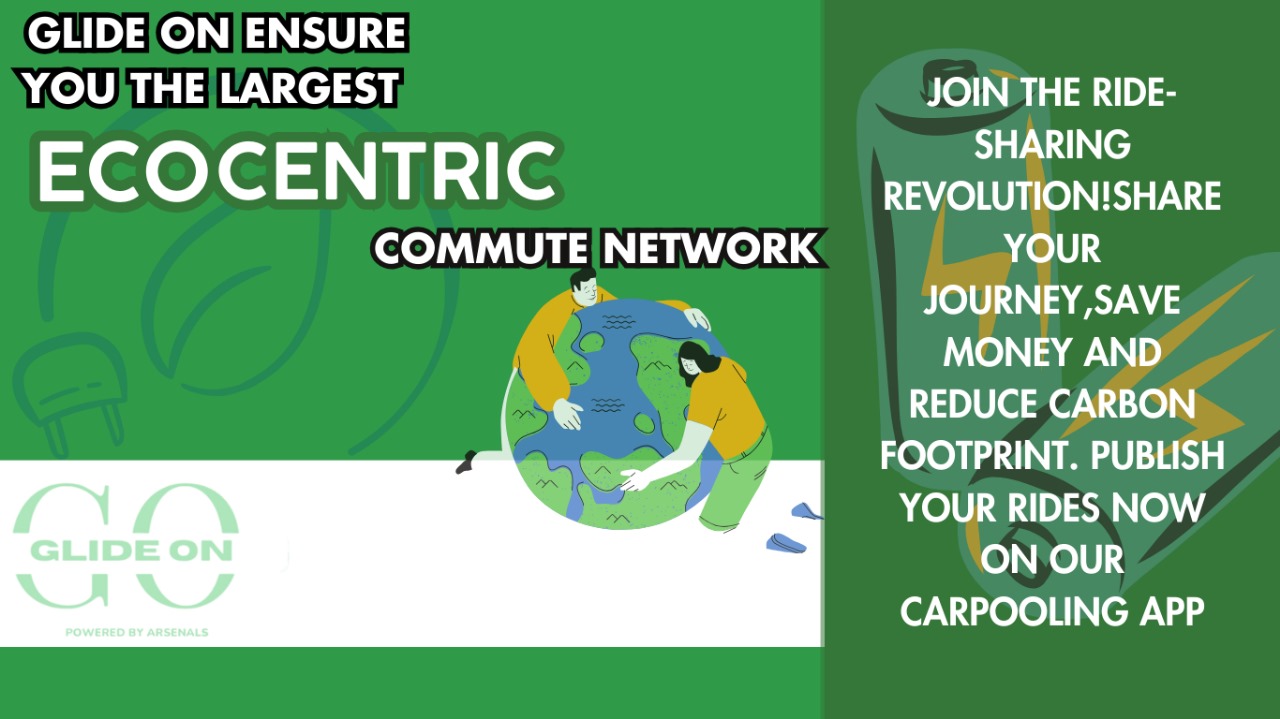 GLIDE ON ENSURE
YOU THE LARGEST
ECOCENTRIC
COMMUTE NETWORK
GO
GLIDE ON
POWERED BY ARSENALS
JOIN THE RIDE-
SHARING
REVOLUTION!SHARE
YOUR
JOURNEY,SAVE
MONEY AND
REDUCE CARBON
FOOTPRINT. PUBLISH
YOUR RIDES NOW
ON OUR
CARPOOLING APP